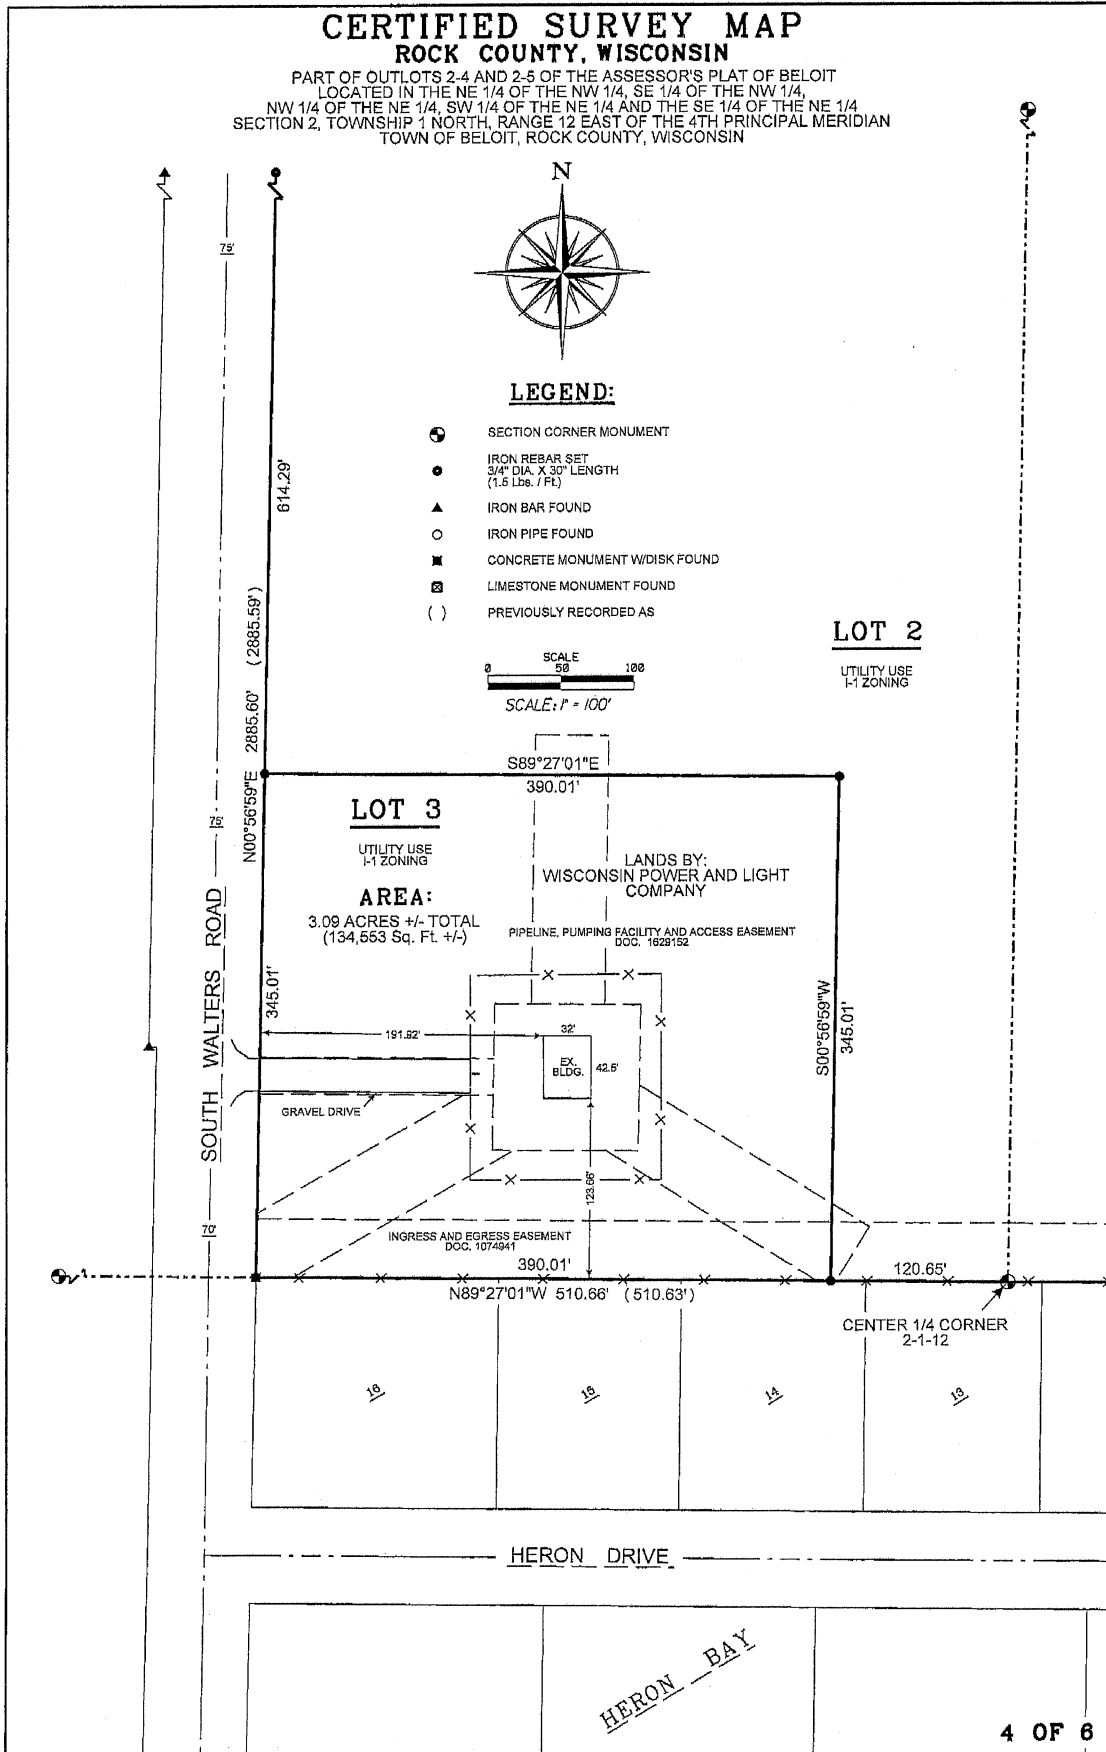 CERTIFIED SURVEY MAP
ROCK COUNTY, WISCONSIN
PART OF OUTLOTS 2-4 AND 2-5 OF THE ASSESSOR'S PLAT OF BELOIT
LOCATED IN THE NE 1/4 OF THE NW 1/4, SE 1/4 OF THE NW 1/4,
NW 1/4 OF THE NE 1/4, SW 1/4 OF THE NE 1/4 AND THE SE 1/4 OF THE NE 1/4
SECTION 2, TOWNSHIP 1 NORTH, RANGE 12 EAST OF THE 4TH PRINCIPAL MERIDIAN
TOWN OF BELOIT, ROCK COUNTY, WISCONSIN
N
75'
LEGEND:
SECTION CORNER MONUMENT
IRON REBAR SET
3/4" DIA. X 30" LENGTH
(1.5 Lbs. / Ft.)
IRON BAR FOUND
IRON PIPE FOUND
CONCRETE MONUMENT W/DISK FOUND
LIMESTONE MONUMENT FOUND
( ) PREVIOUSLY RECORDED AS
614.29'
SCALE
0 50 100
SCALE: 1" = 100'
LOT 2
UTILITY USE
I-1 ZONING
N00°56'59"E 2885.60' (2885.59')
S89°27'01"E
390.01'
LOT 3
UTILITY USE
I-1 ZONING
75'
AREA:
3.09 ACRES +/- TOTAL
(134,553 Sq. Ft. +/-)
LANDS BY:
WISCONSIN POWER AND LIGHT
COMPANY
PIPELINE, PUMPING FACILITY AND ACCESS EASEMENT
DOC. 1629152
345.01'
SOUTH WALTERS ROAD
191.92'
32'
EX.
BLDG.
42.5'
S00°56'59"W
345.01'
GRAVEL DRIVE
123.66'
70'
INGRESS AND EGRESS EASEMENT
DOC. 1074941
390.01'
N89°27'01"W 510.66' (510.63')
120.65'
CENTER 1/4 CORNER
2-1-12
16
15
14
13
HERON DRIVE
HERON BAY
4 OF 6